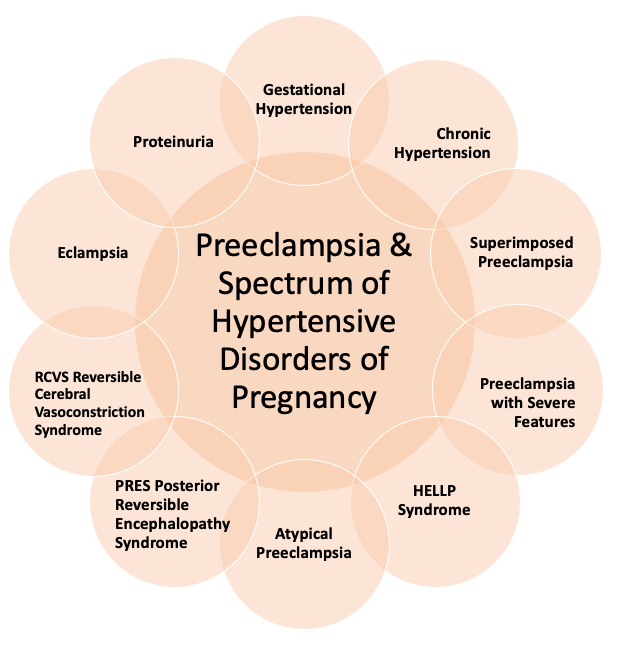 Preeclampsia &
Spectrum of
Hypertensive
Disorders of
Pregnancy
Gestational
Hypertension
Chronic
Hypertension
Superimposed
Preeclampsia
Preeclampsia
with Severe
Features
HELLP
Syndrome
Atypical
Preeclampsia
PRES Posterior
Reversible
Encephalopathy
Syndrome
RCVS Reversible
Cerebral
Vasoconstriction
Syndrome
Eclampsia
Proteinuria